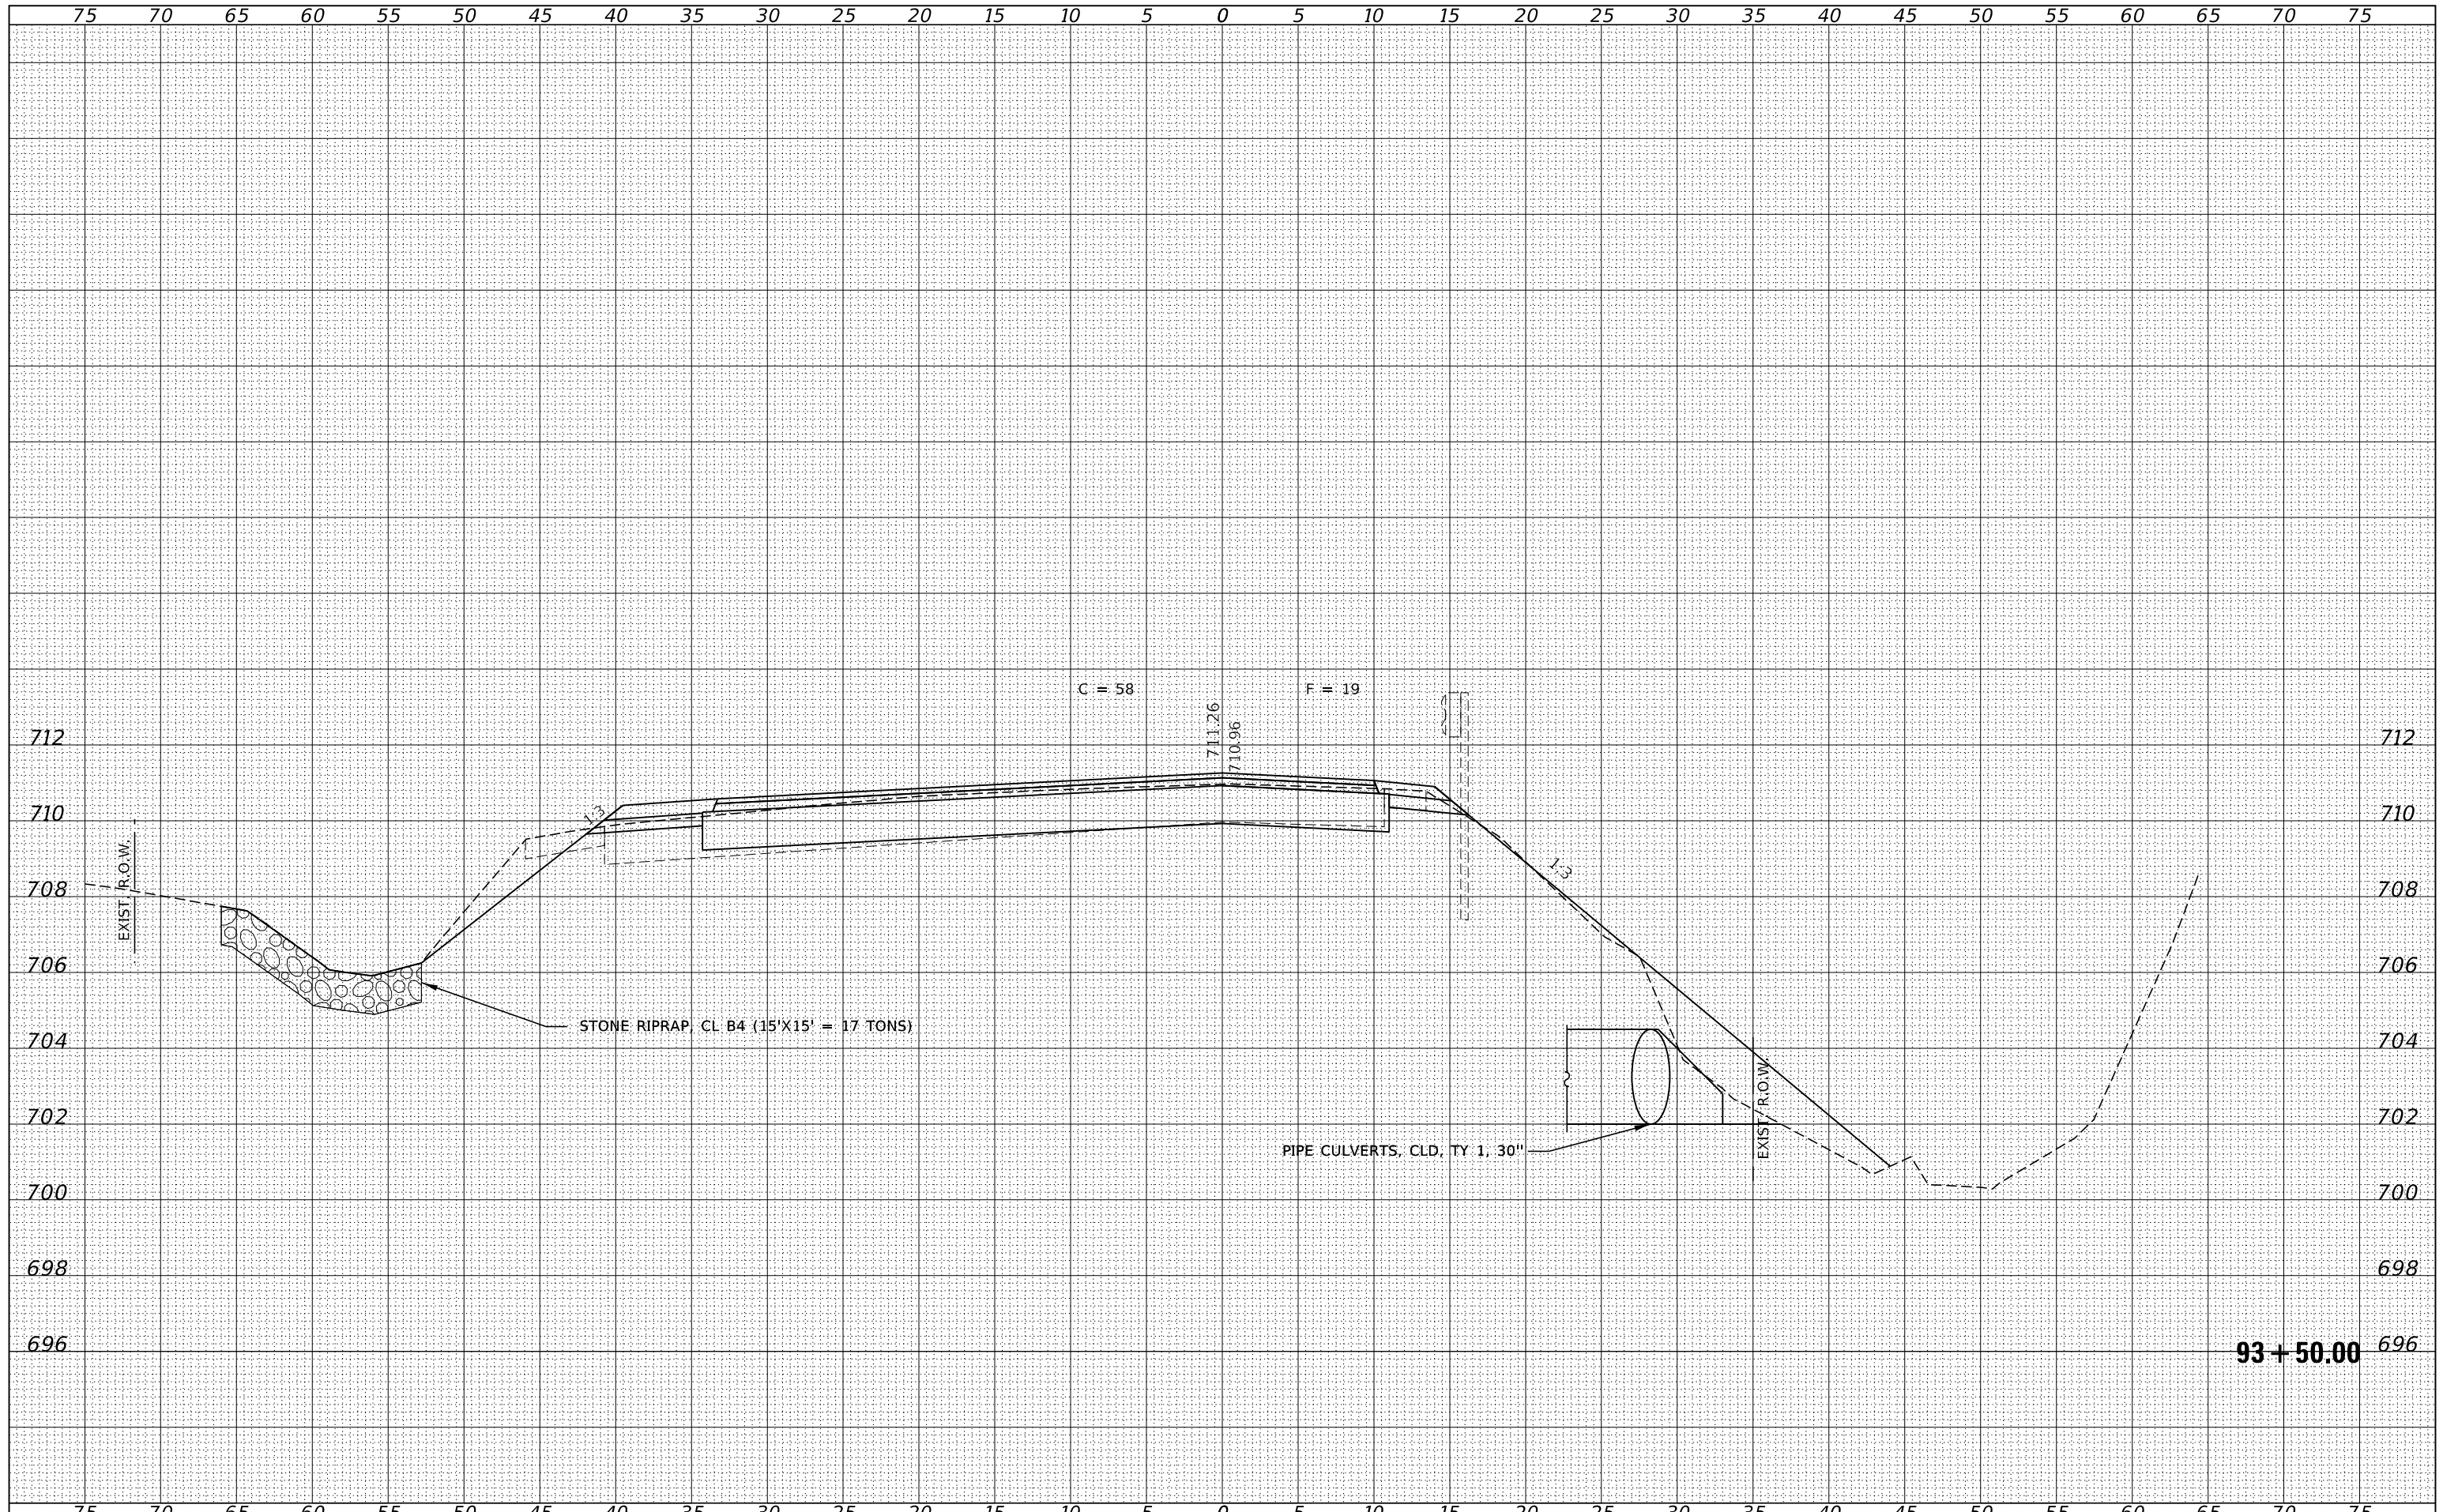 75 70 65 60 55 50 45 40 35 30 25 20 15 10 5 0 5 10 15 20 25 30 35 40 45 50 55 60 65 70 75
C = 58 F = 19
711.26
710.96
712 712
710 710
1:3
1:3
708 708
EXIST. R.O.W.
706 706
STONE RIPRAP, CL B4 (15'X15' = 17 TONS)
704 704
EXIST. R.O.W.
702 702
PIPE CULVERTS, CLD, TY 1, 30"
700 700
698 698
696 696
93+50.00
75 70 65 60 55 50 45 40 35 30 25 20 15 10 5 0 5 10 15 20 25 30 35 40 45 50 55 60 65 70 75